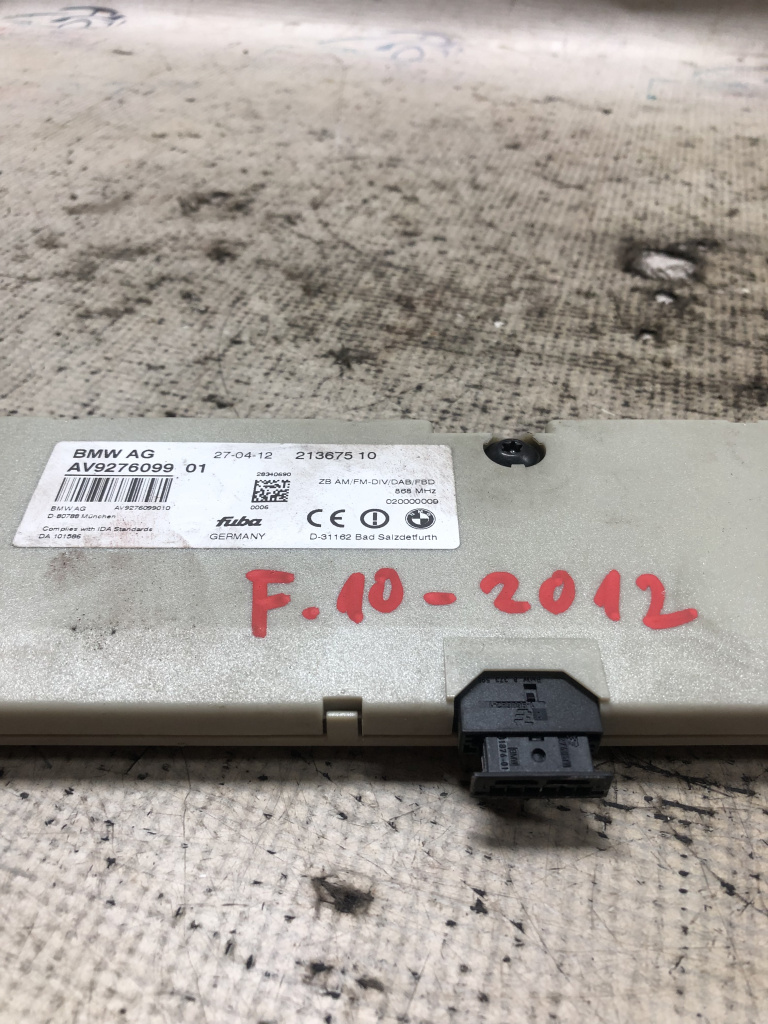 BMW AG 27-04-12 213675 10
AV9276099 01
28340690
ZB AM/FM-DIV/DAB/FBD
868 MHz
020000009
BMW AG AV9276099010
D-80788 München
0006
Complies with IDA Standards
DA 101586
fuba
GERMANY
CE
D-31162 Bad Salzdetfurth
F.10-2012